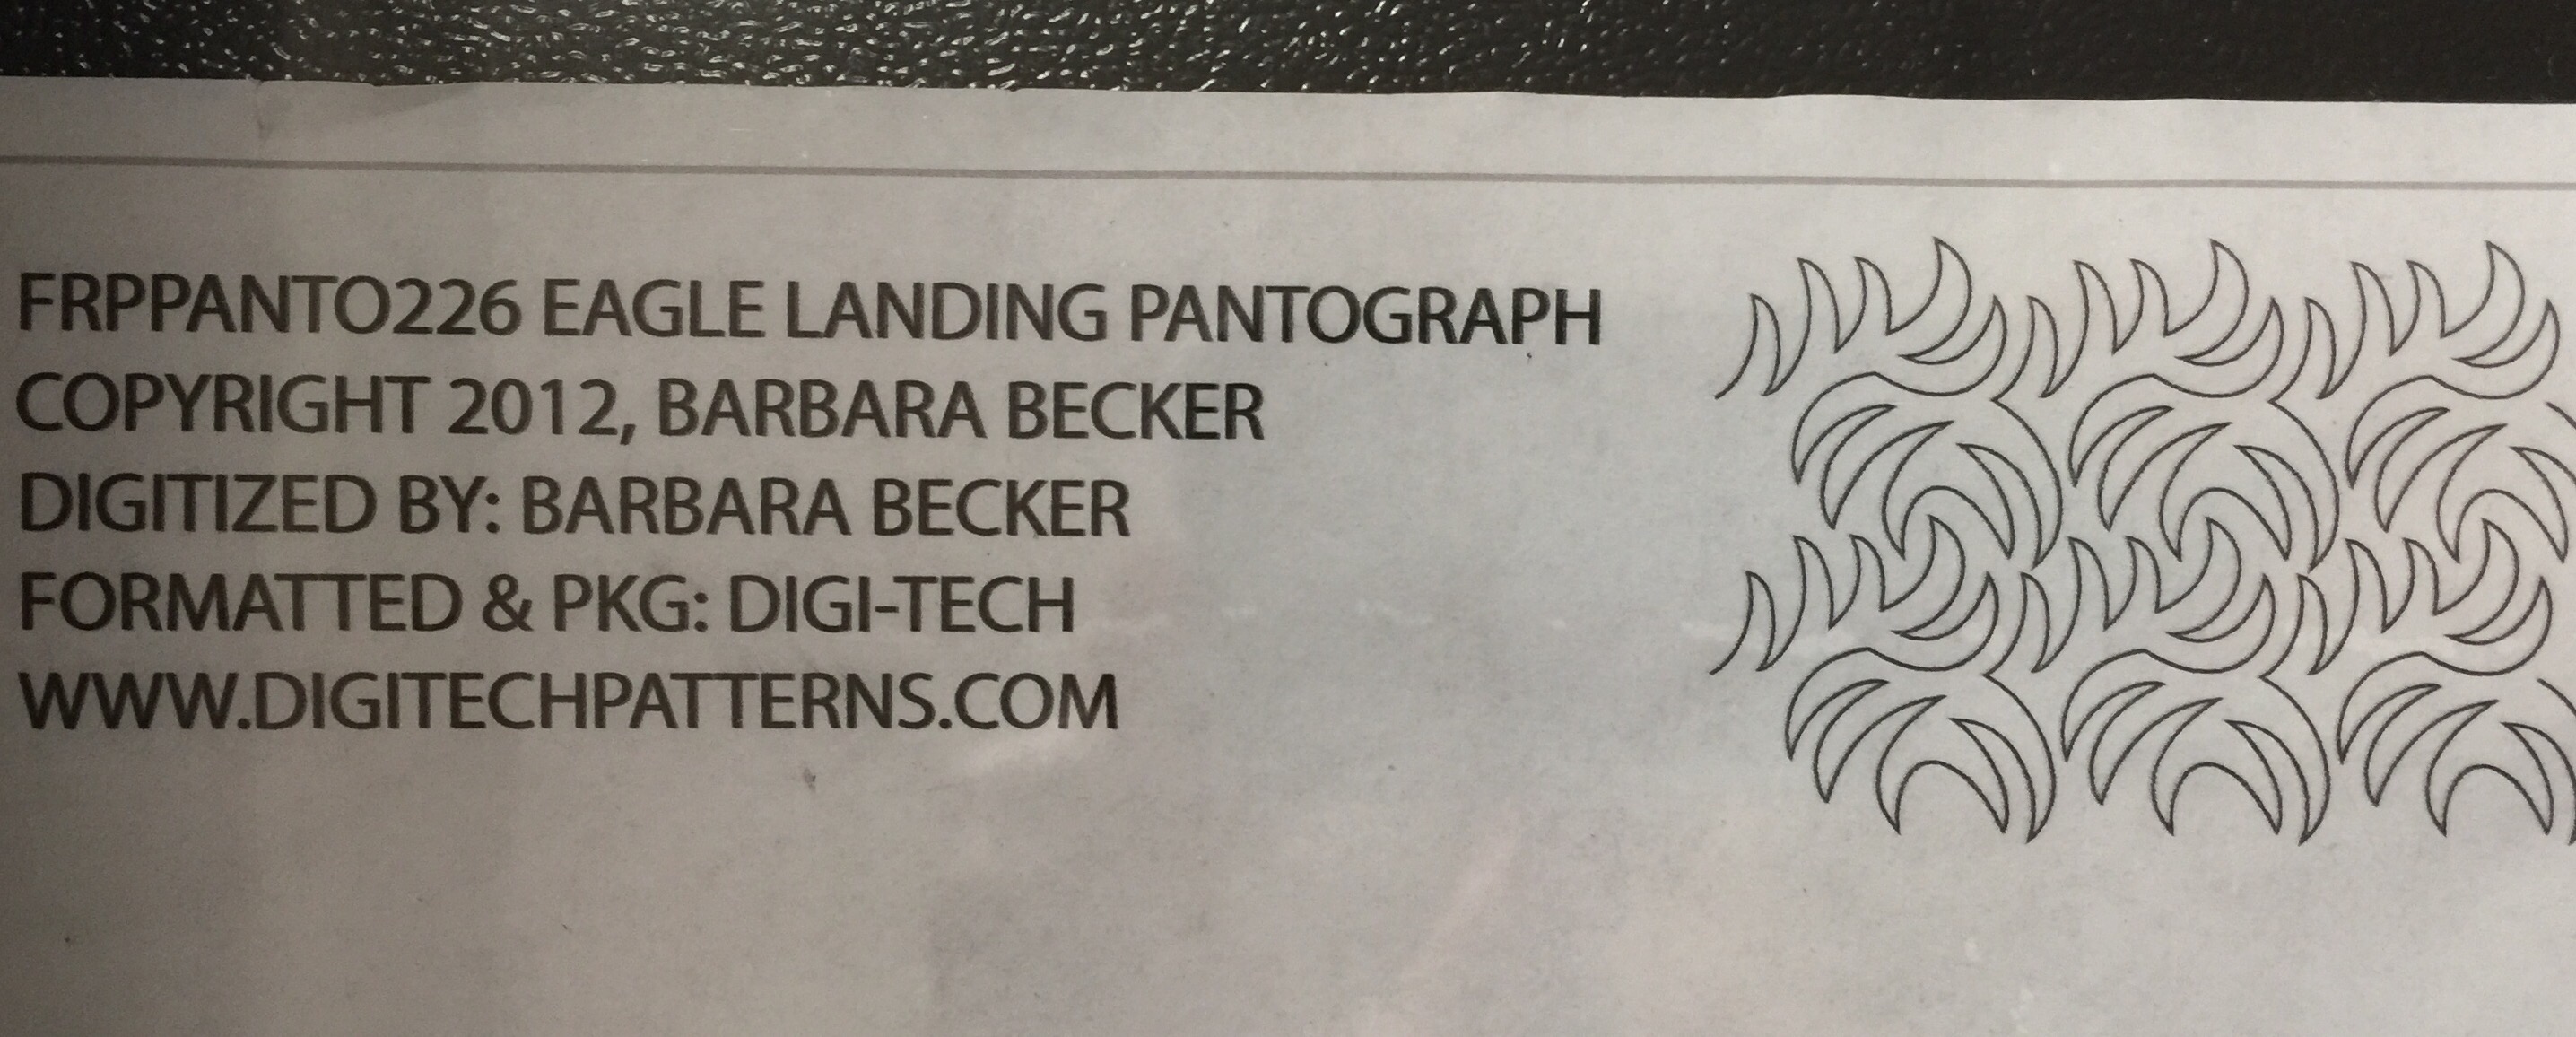 FRPPANTO226 EAGLE LANDING PANTOGRAPH
COPYRIGHT 2012, BARBARA BECKER
DIGITIZED BY: BARBARA BECKER
FORMATTED & PKG: DIGI-TECH
WWW.DIGITECHPATTERNS.COM